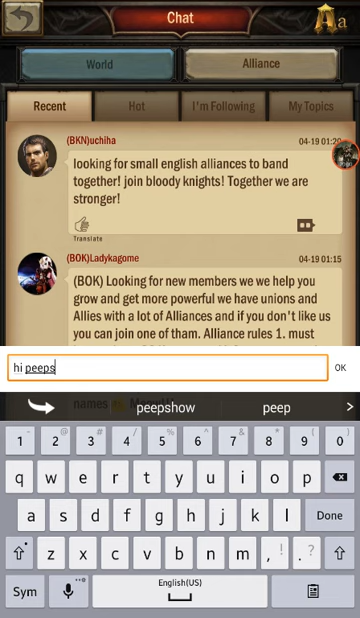 Chat
Aa
World
Alliance
Recent
Hot
I'm Following
My Topics
(BKN)uchiha
04-19 01:20
looking for small english alliances to band
together! join bloody knights! Together we are
stronger!
Translate
(BOK)Ladykagome
04-19 01:15
(BOK) Looking for new members we we help you
grow and get more powerful we have unions and
Allies with a lot of Alliances and if you don't like us
you can join one of tham. Alliance rules 1. must
hi peeps
OK
names
peepshow
peep
>
1 2 3 4 5 6 7 8 9 0
- @ # / % ^ & * ( )
q w e r t y u i o p
a s d f g h j k l Done
z x c v b n m , ! . ?
Sym
English(US)